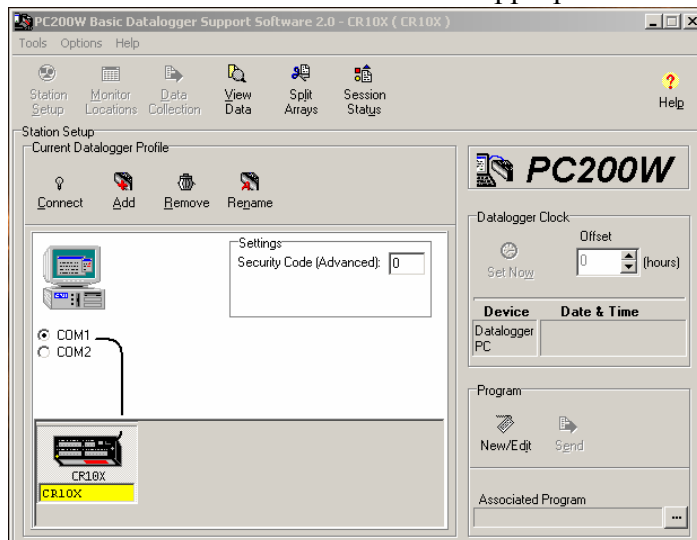 PC200W Basic Datalogger Support Software 2.0 - CR10X ( CR10X )
Tools Options Help
Station Setup
Monitor Locations
Data Collection
View Data
Split Arrays
Session Status
Help
Station Setup
Current Datalogger Profile
Connect Add Remove Rename
Settings
Security Code (Advanced): 0
COM1
COM2
CR10X
CR10X
PC200W
Datalogger Clock
Set Now
Offset
0 (hours)
Device Date & Time
Datalogger
PC
Program
New/Edit Send
Associated Program
...